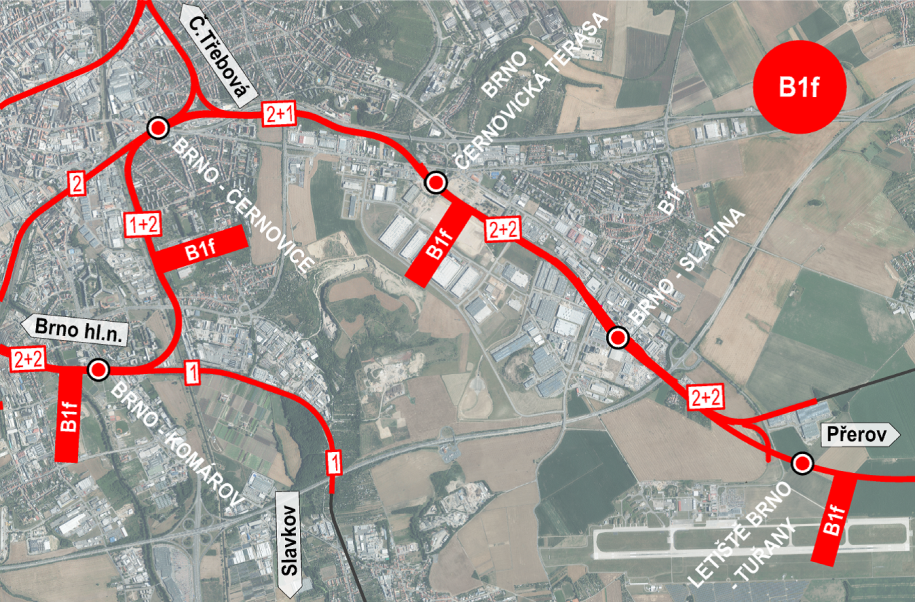 Č.Třebová
BRNO -
ČERNOVICKÁ TERASA
B1f
2+1
2
BRNO - ČERNOVICE
1+2
B1f
B1f
2+2
B1f
BRNO - SLATINA
Brno hl.n.
2+2
1
B1f
BRNO - KOMÁROV
2+2
Přerov
1
Slavkov
LETIŠTĚ BRNO
- TUŘANY
B1f